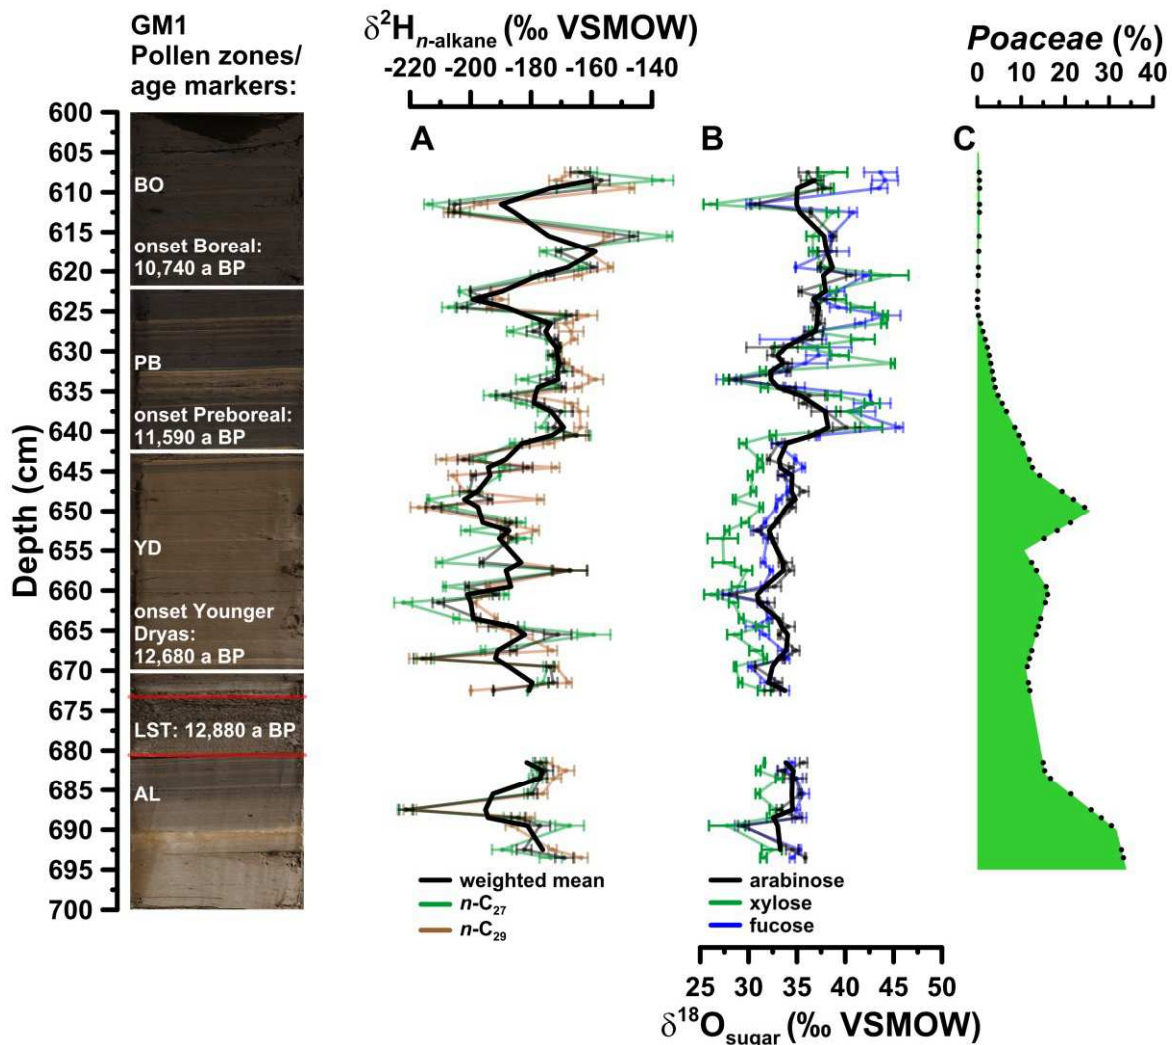 GM1
Pollen zones/
age markers:
δ²Hn-alkane (‰ VSMOW)
-220 -200 -180 -160 -140
Poaceae (%)
0 10 20 30 40
A
B
C
Depth (cm)
600
605
610
615
620
625
630
635
640
645
650
655
660
665
670
675
680
685
690
695
700
BO
onset Boreal:
10,740 a BP
PB
onset Preboreal:
11,590 a BP
YD
onset Younger
Dryas:
12,680 a BP
LST: 12,880 a BP
AL
weighted mean
n-C₂₇
n-C₂₉
arabinose
xylose
fucose
25 30 35 40 45 50
δ¹⁸Osugar (‰ VSMOW)